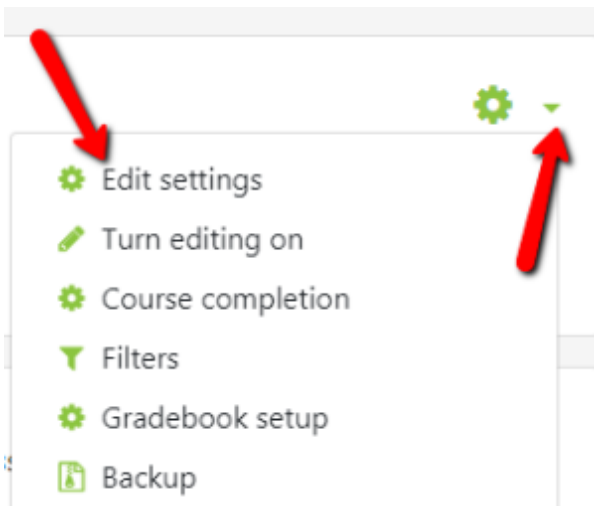 Edit settings
Turn editing on
Course completion
Filters
Gradebook setup
Backup